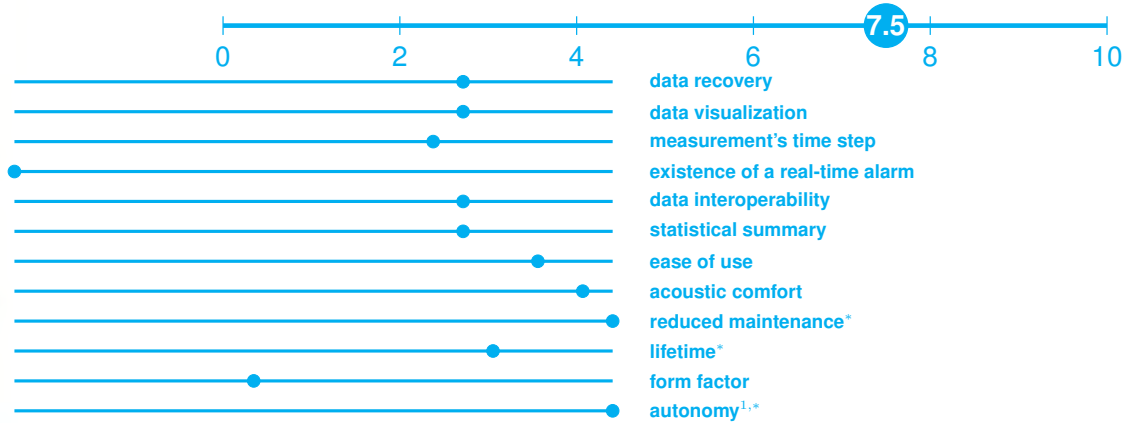 7.5
0 2 4 6 8 10
data recovery
data visualization
measurement's time step
existence of a real-time alarm
data interoperability
statistical summary
ease of use
acoustic comfort
reduced maintenance*
lifetime*
form factor
autonomy1,*